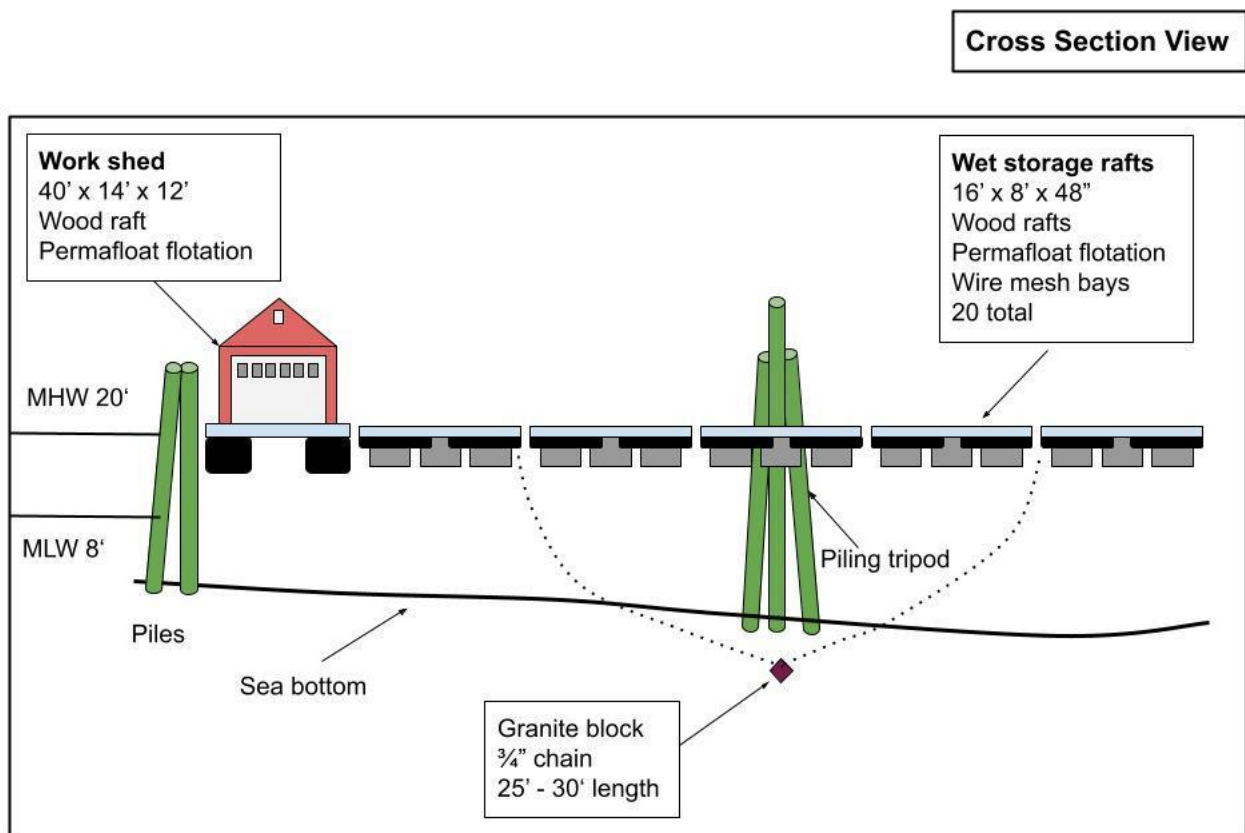 Cross Section View
Work shed
40’ x 14’ x 12’
Wood raft
Permafloat flotation
Wet storage rafts
16’ x 8’ x 48”
Wood rafts
Permafloat flotation
Wire mesh bays
20 total
MHW 20‘
MLW 8‘
Piling tripod
Piles
Sea bottom
Granite block
¾” chain
25’ - 30‘ length